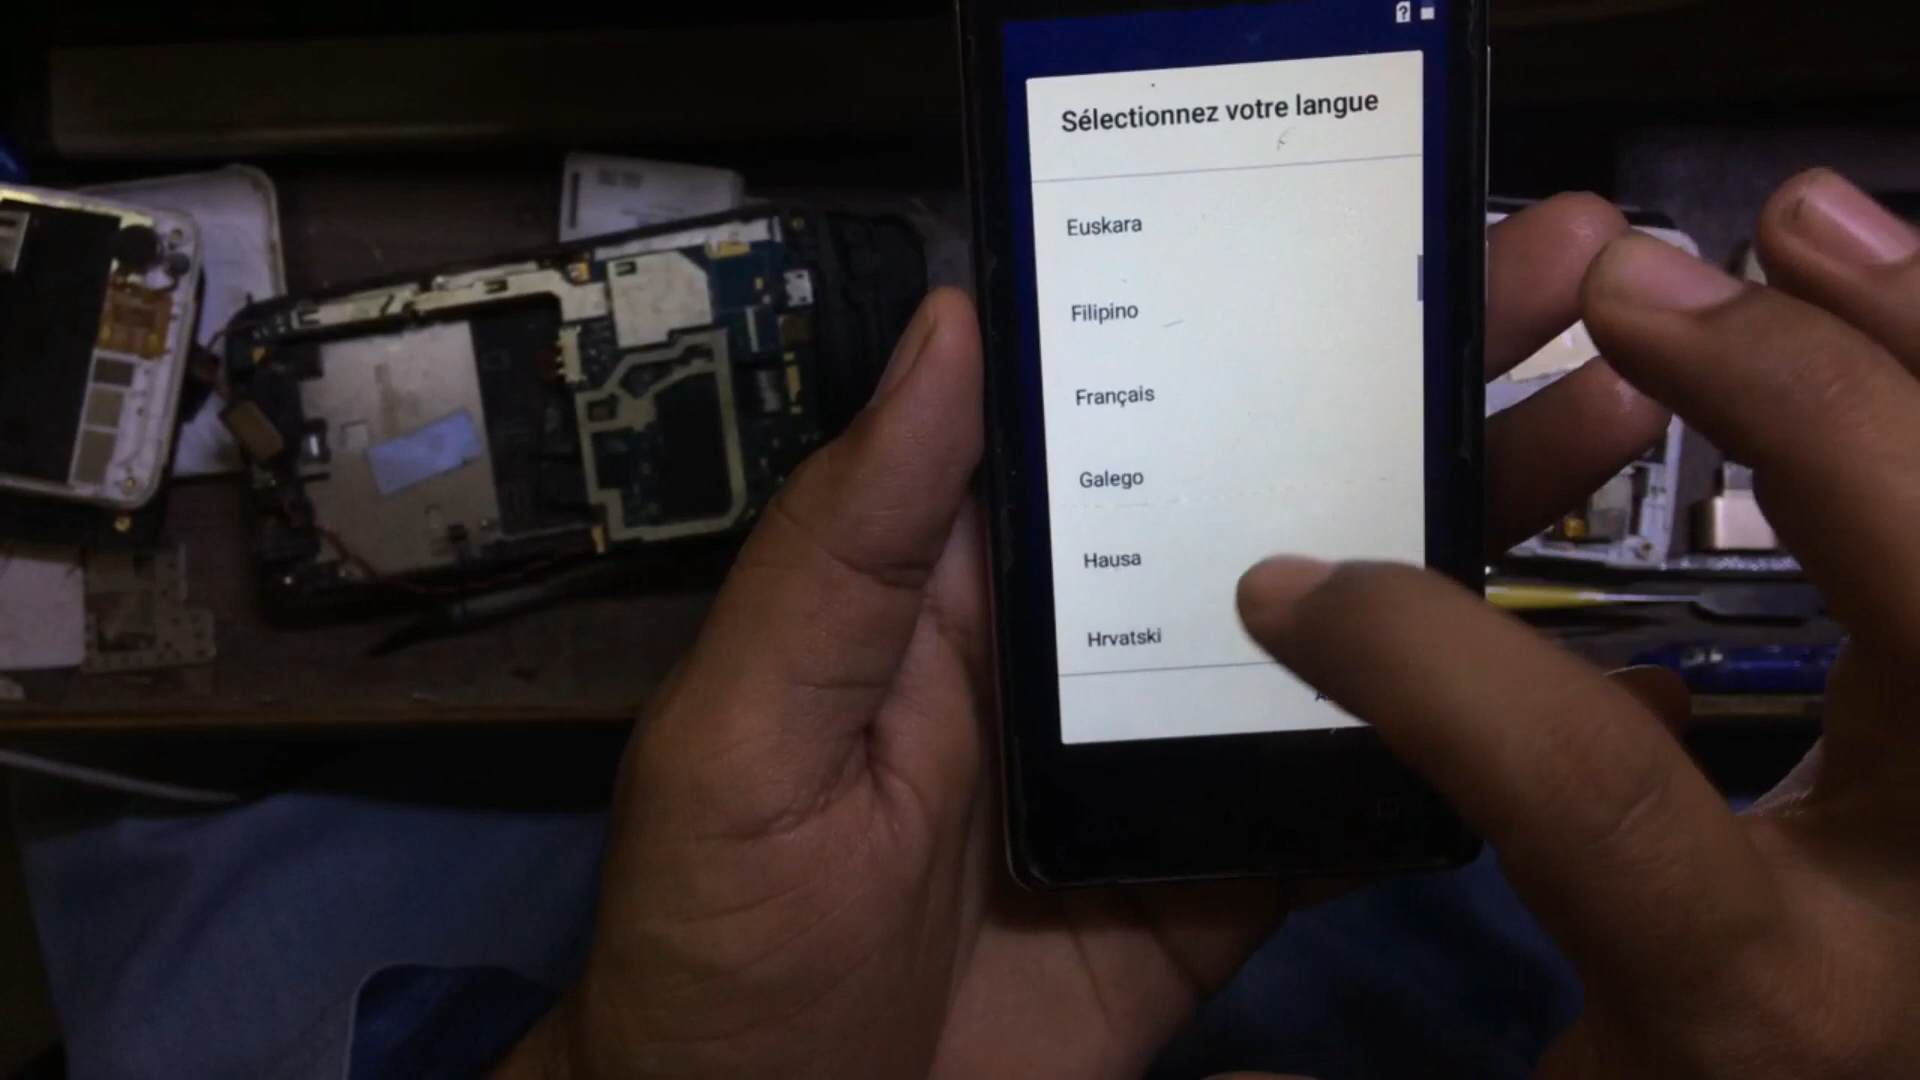 Sélectionnez votre langue
Euskara
Filipino
Français
Galego
Hausa
Hrvatski